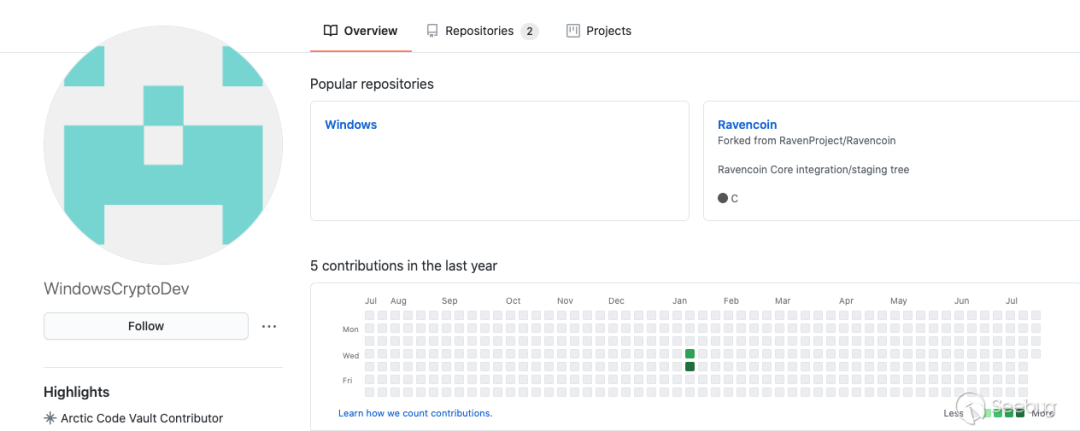 Overview
Repositories 2
Projects
Popular repositories
Windows
Ravencoin
Forked from RavenProject/Ravencoin
Ravencoin Core integration/staging tree
C
5 contributions in the last year
Jul Aug Sep Oct Nov Dec Jan Feb Mar Apr May Jun Jul
Mon
Wed
Fri
Learn how we count contributions.
Less More
Seebug
WindowsCryptoDev
Follow
Highlights
Arctic Code Vault Contributor